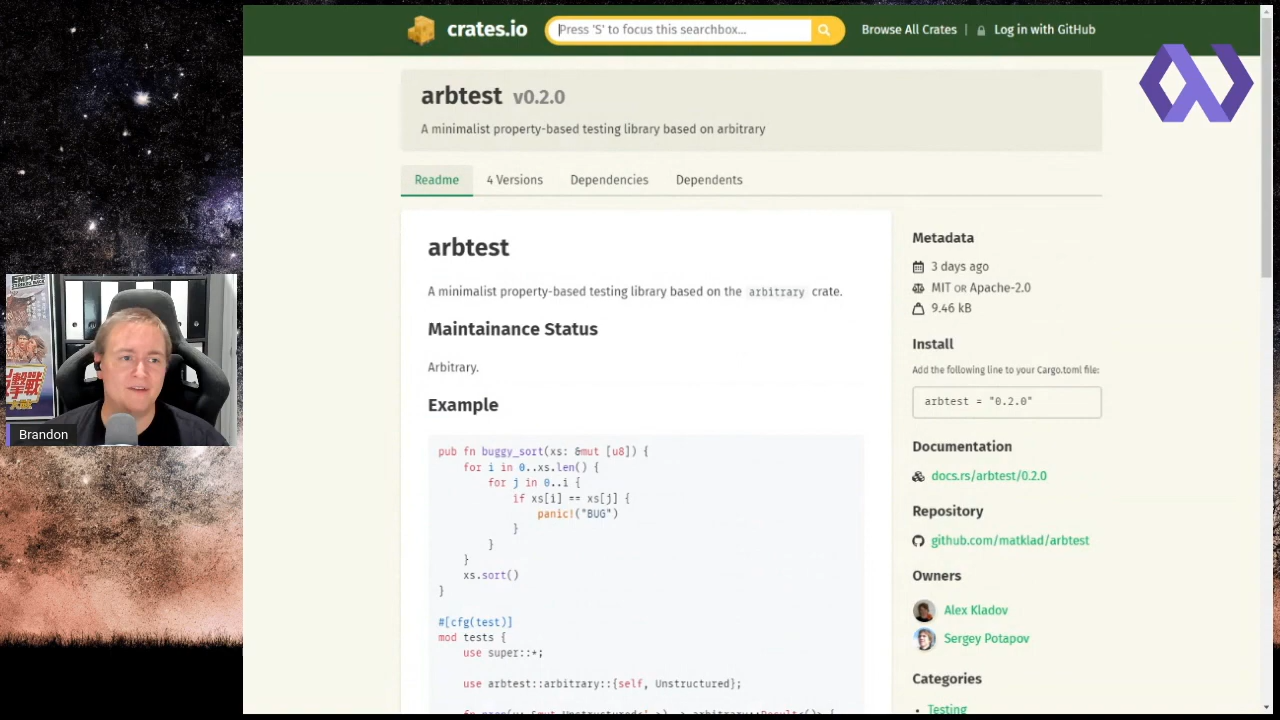 crates.io
Press 'S' to focus this searchbox...
Browse All Crates
Log in with GitHub
arbtest v0.2.0
A minimalist property-based testing library based on arbitrary
Readme
4 Versions
Dependencies
Dependents
arbtest
A minimalist property-based testing library based on the arbitrary crate.
Maintainance Status
Arbitrary.
Example
pub fn buggy_sort(xs: &mut [u8]) {
for i in 0..xs.len() {
for j in 0..i {
if xs[i] == xs[j] {
panic!("BUG")
}
}
}
xs.sort()
}
#[cfg(test)]
mod tests {
use super::*;
use arbtest::arbitrary::{self, Unstructured};
Metadata
3 days ago
MIT OR Apache-2.0
9.46 kB
Install
Add the following line to your Cargo.toml file:
arbtest = "0.2.0"
Documentation
docs.rs/arbtest/0.2.0
Repository
github.com/matklad/arbtest
Owners
Alex Kladov
Sergey Potapov
Categories
Testing
EMPIRE
Brandon